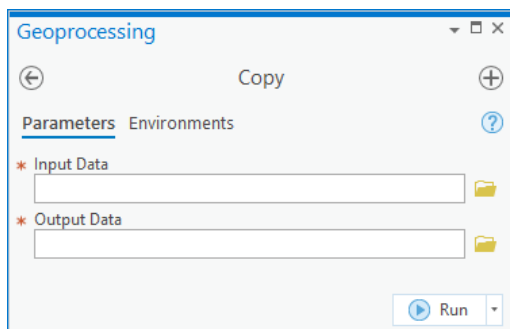 Geoprocessing
Copy
Parameters Environments
* Input Data
* Output Data
Run